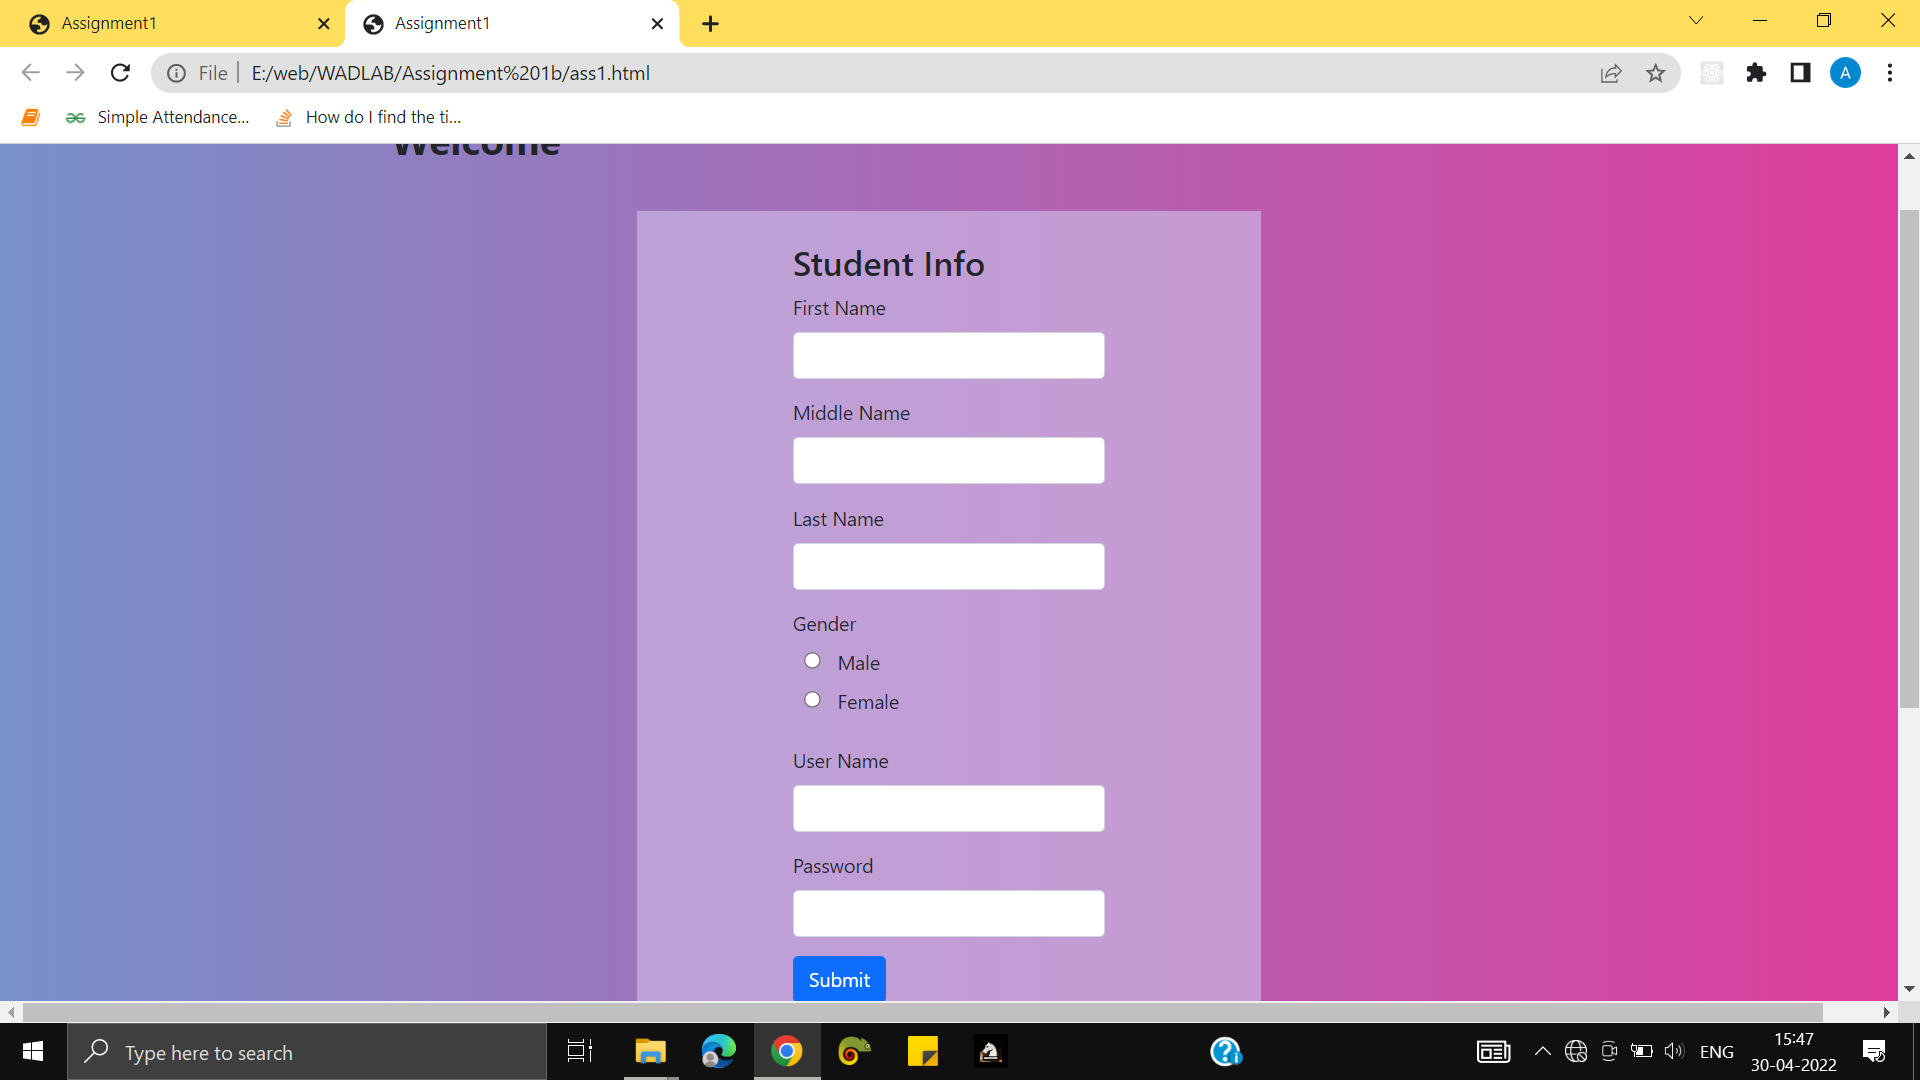 Assignment1
Assignment1
File
E:/web/WADLAB/Assignment%201b/ass1.html
A
Simple Attendance...
How do I find the ti...
Welcome
Student Info
First Name
Middle Name
Last Name
Gender
Male
Female
User Name
Password
Submit
Type here to search
ENG
15:47
30-04-2022